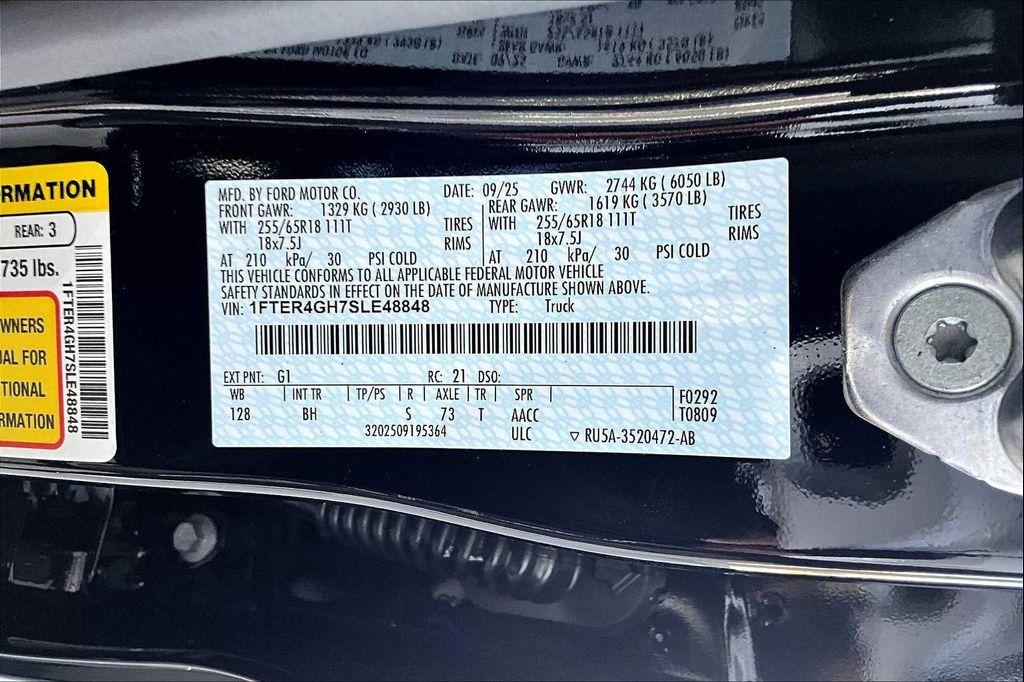 RMATION
REAR: 3
735 lbs.
WNERS
UAL FOR
TIONAL
RMATION
1FTER4GH7SLE48848
MFD. BY FORD MOTOR CO. DATE: 09/25 GVWR: 2744 KG ( 6050 LB)
FRONT GAWR: 1329 KG ( 2930 LB) REAR GAWR: 1619 KG ( 3570 LB)
WITH 255/65R18 111T TIRES WITH 255/65R18 111T TIRES
18x7.5J RIMS 18x7.5J RIMS
AT 210 kPa/ 30 PSI COLD AT 210 kPa/ 30 PSI COLD
THIS VEHICLE CONFORMS TO ALL APPLICABLE FEDERAL MOTOR VEHICLE
SAFETY STANDARDS IN EFFECT ON THE DATE OF MANUFACTURE SHOWN ABOVE.
VIN: 1FTER4GH7SLE48848 TYPE: Truck
EXT PNT: G1 RC: 21 DSO:
WB INT TR TP/PS R AXLE TR SPR F0292
128 BH S 73 T AACC T0809
3202509195364 ULC ▽ RU5A-3520472-AB